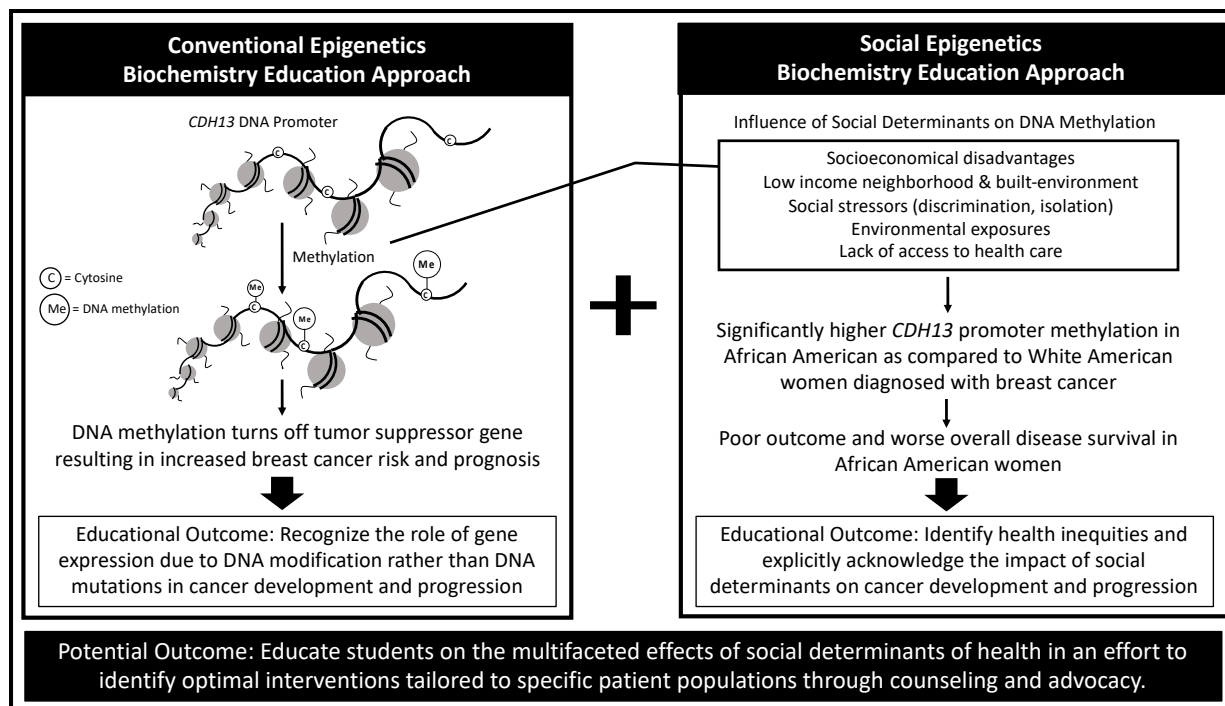 Conventional Epigenetics
Biochemistry Education Approach
CDH13 DNA Promoter
C
C
C
Methylation
C = Cytosine
Me = DNA methylation
Me
C
Me
C
Me
C
DNA methylation turns off tumor suppressor gene
resulting in increased breast cancer risk and prognosis
Educational Outcome: Recognize the role of gene
expression due to DNA modification rather than DNA
mutations in cancer development and progression
+
Social Epigenetics
Biochemistry Education Approach
Influence of Social Determinants on DNA Methylation
Socioeconomical disadvantages
Low income neighborhood & built-environment
Social stressors (discrimination, isolation)
Environmental exposures
Lack of access to health care
Significantly higher CDH13 promoter methylation in
African American as compared to White American
women diagnosed with breast cancer
Poor outcome and worse overall disease survival in
African American women
Educational Outcome: Identify health inequities and
explicitly acknowledge the impact of social
determinants on cancer development and progression
Potential Outcome: Educate students on the multifaceted effects of social determinants of health in an effort to
identify optimal interventions tailored to specific patient populations through counseling and advocacy.